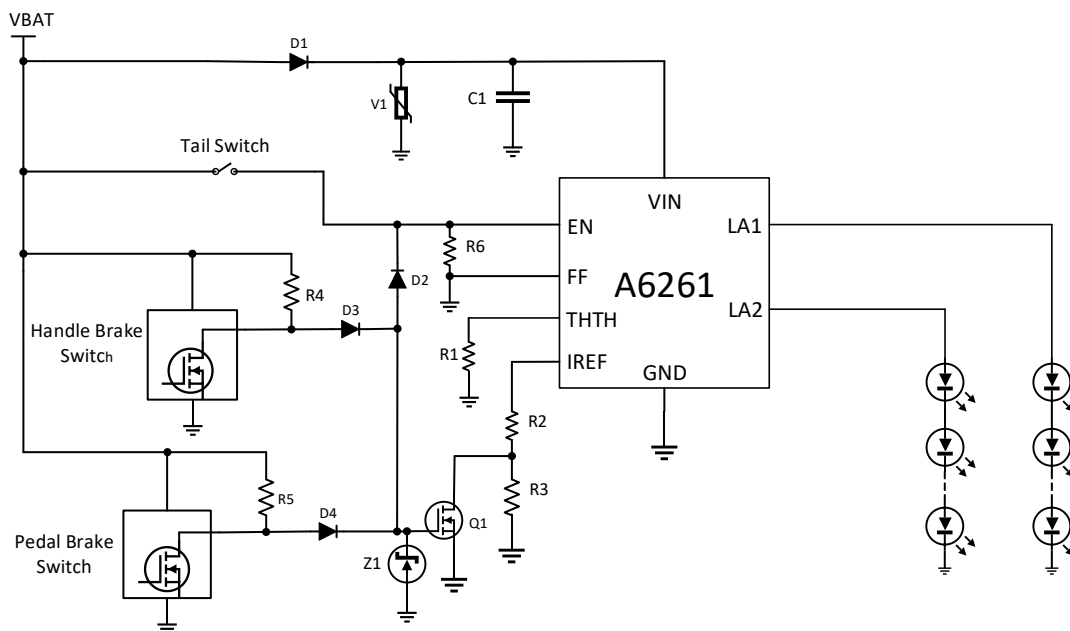 VBAT
D1
V1
C1
Tail Switch
VIN
EN
LA1
R6
FF
A6261
D2
R4
LA2
D3
THTH
Handle Brake
Switch
R1
IREF
GND
R2
R5
R3
D4
Q1
Pedal Brake
Switch
Z1